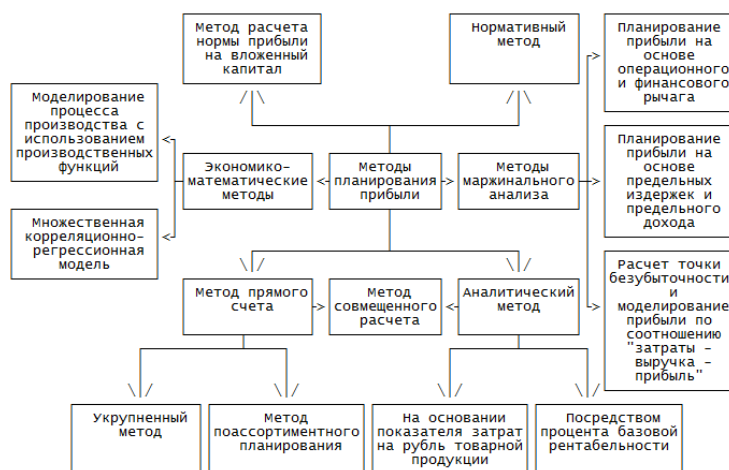 Метод расчета
нормы прибыли
на вложенный
капитал
Нормативный
метод
Планирование
прибыли на
основе
операционного
и финансового
рычага
Моделирование
процесса
производства с
использованием
производственных
функций
Экономико-
математические
методы
Методы
планирования
прибыли
Методы
маржинального
анализа
Планирование
прибыли на
основе
предельных
издержек и
предельного
дохода
Множественная
корреляционно-
регрессионная
модель
Метод прямого
счета
Метод
совмещенного
расчета
Аналитический
метод
Расчет точки
безубыточности
и
моделирование
прибыли по
соотношению
"затраты -
выручка -
прибыль"
Укрупненный
метод
Метод
поассортиментного
планирования
На основании
показателя затрат
на рубль товарной
продукции
Посредством
процента базовой
рентабельности